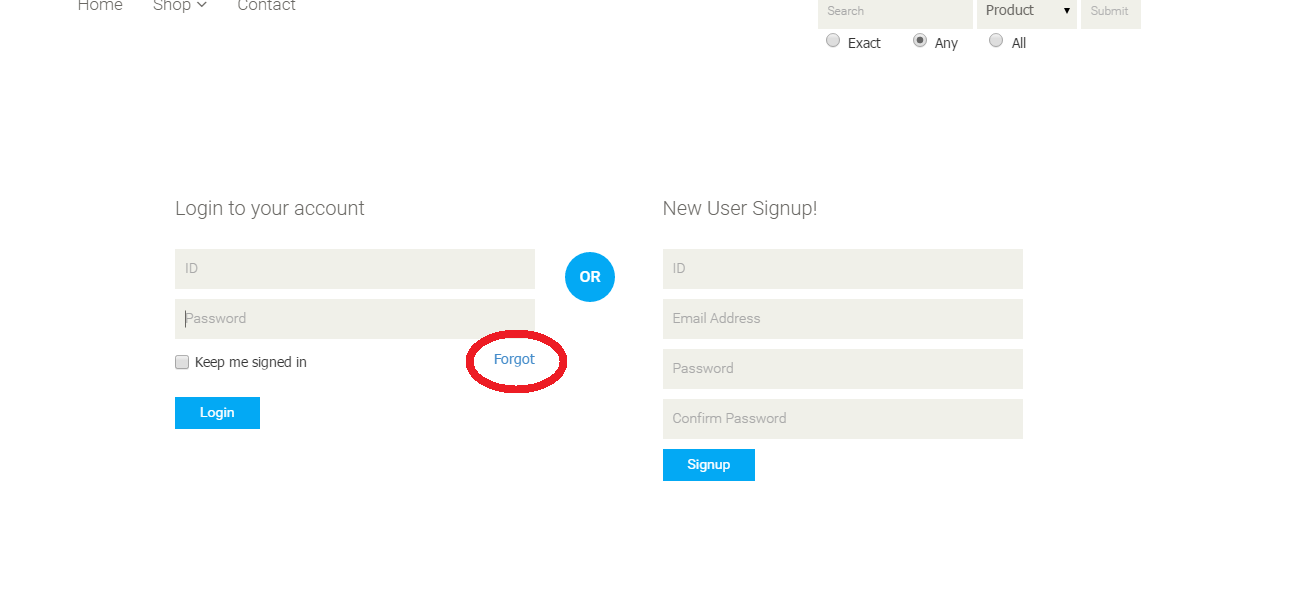 Home Shop Contact
Search Product Submit
Exact Any All
Login to your account
ID
Password
Keep me signed in Forgot
Login
OR
New User Signup!
ID
Email Address
Password
Confirm Password
Signup